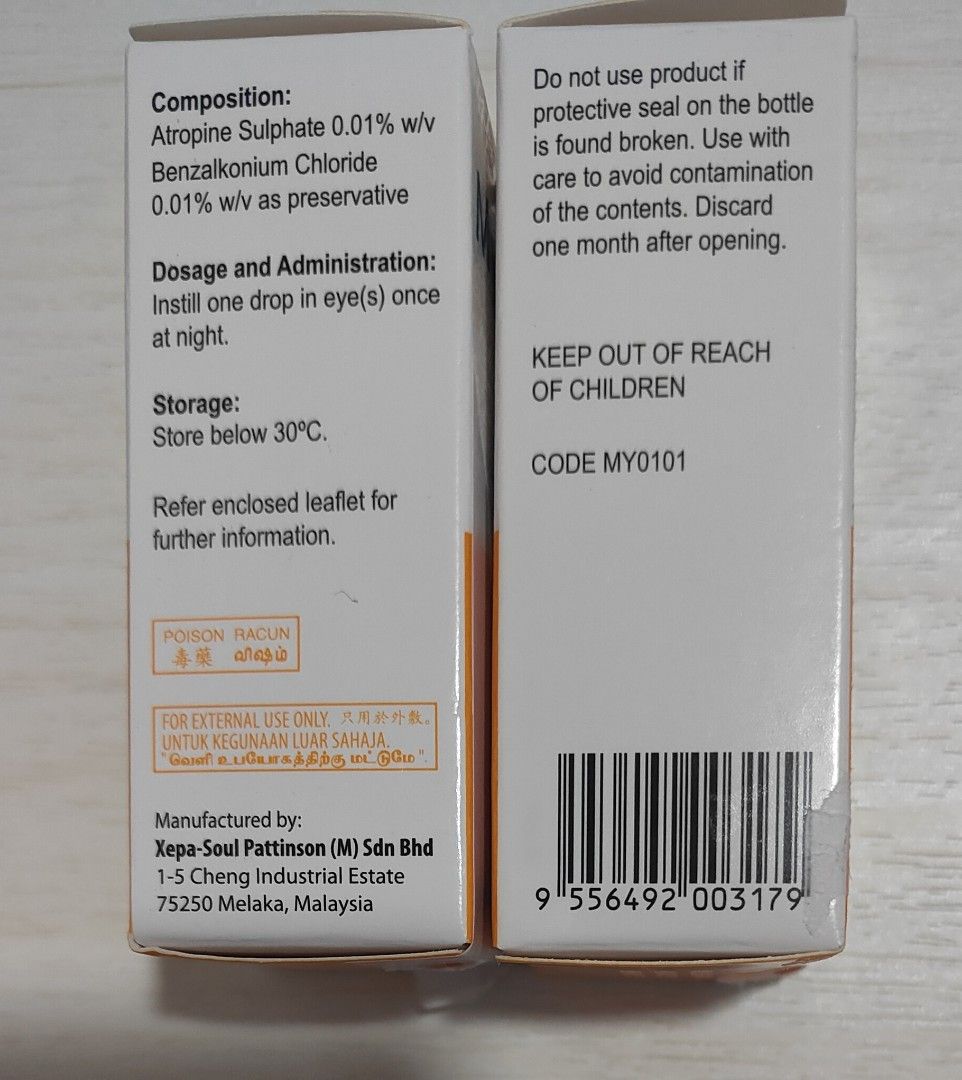 Composition:
Atropine Sulphate 0.01% w/v
Benzalkonium Chloride
0.01% w/v as preservative
Dosage and Administration:
Instill one drop in eye(s) once
at night.
Storage:
Store below 30ºC.
Refer enclosed leaflet for
further information.
POISON RACUN
毒藥 விஷம்
FOR EXTERNAL USE ONLY. 只用於外敷。
UNTUK KEGUNAAN LUAR SAHAJA.
"வெளி உபயோகத்திற்கு மட்டுமே".
Manufactured by:
Xepa-Soul Pattinson (M) Sdn Bhd
1-5 Cheng Industrial Estate
75250 Melaka, Malaysia
Do not use product if
protective seal on the bottle
is found broken. Use with
care to avoid contamination
of the contents. Discard
one month after opening.
KEEP OUT OF REACH
OF CHILDREN
CODE MY0101
9 556492 003179